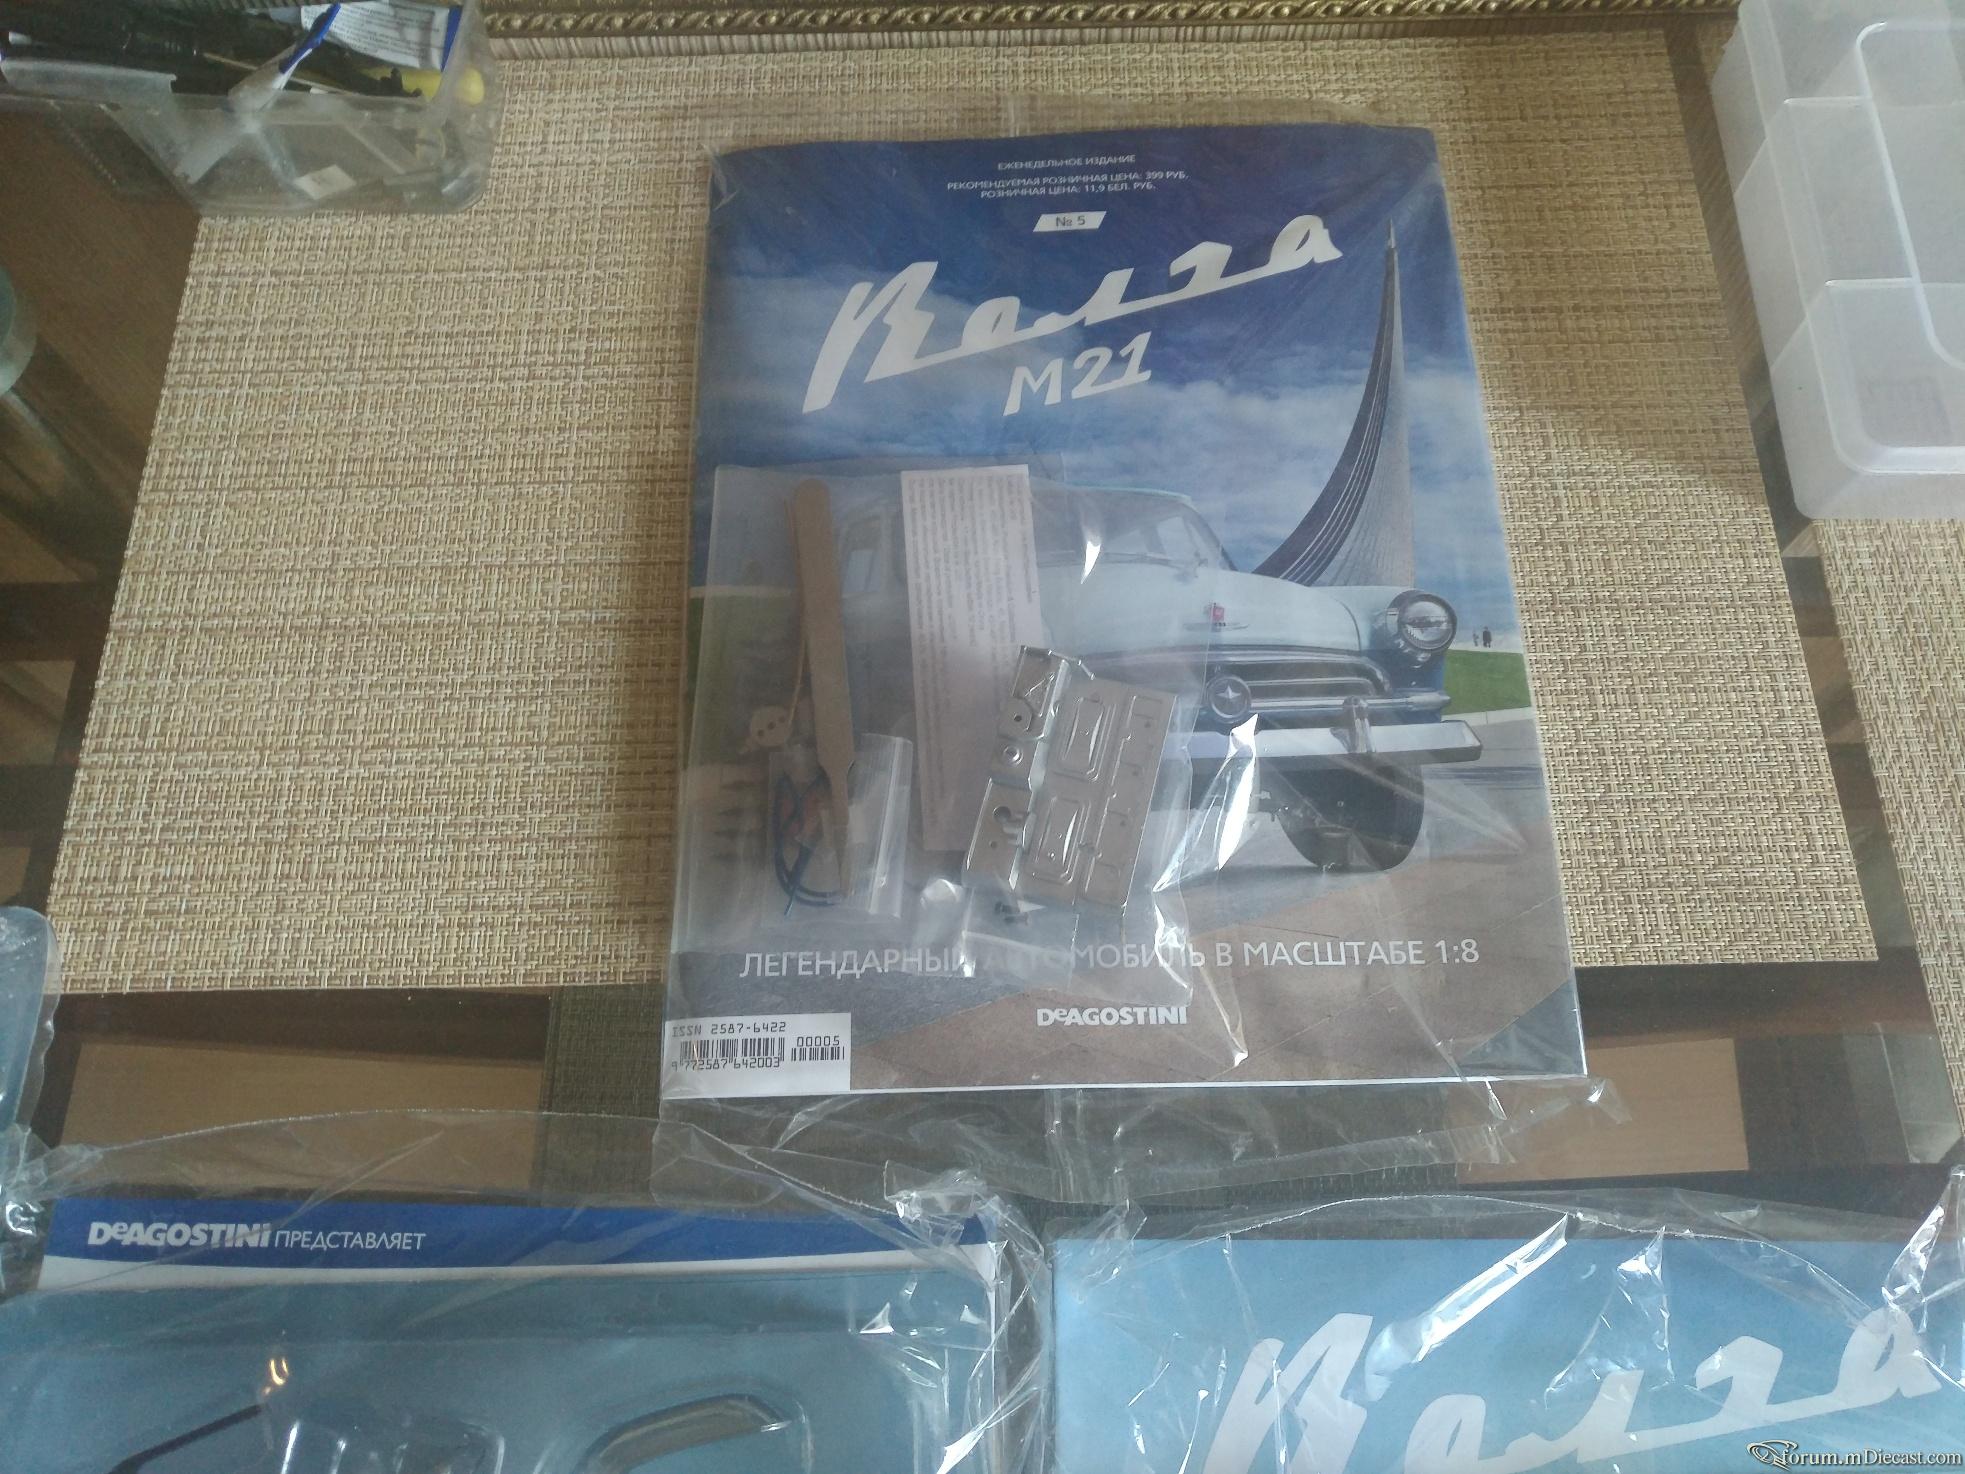 ЕЖЕНЕДЕЛЬНОЕ ИЗДАНИЕ
РЕКОМЕНДУЕМАЯ РОЗНИЧНАЯ ЦЕНА: 399 РУБ.
РОЗНИЧНАЯ ЦЕНА: 11,9 БЕЛ. РУБ.
№ 5
Волга
М21
ЛЕГЕНДАРНЫЙ АВТОМОБИЛЬ В МАСШТАБЕ 1:8
DeAGOSTINI
ISSN 2587-6422
00005
9 772587 642003
DeAGOSTINI ПРЕДСТАВЛЯЕТ
Волга
forum.mDiecast.com